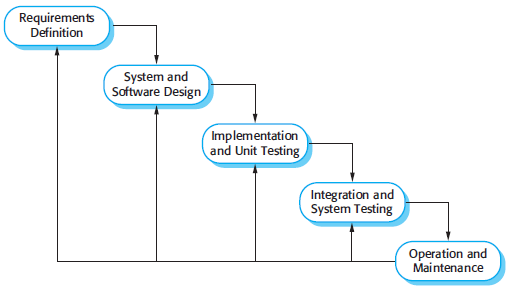 Requirements
Definition
System and
Software Design
Implementation
and Unit Testing
Integration and
System Testing
Operation and
Maintenance